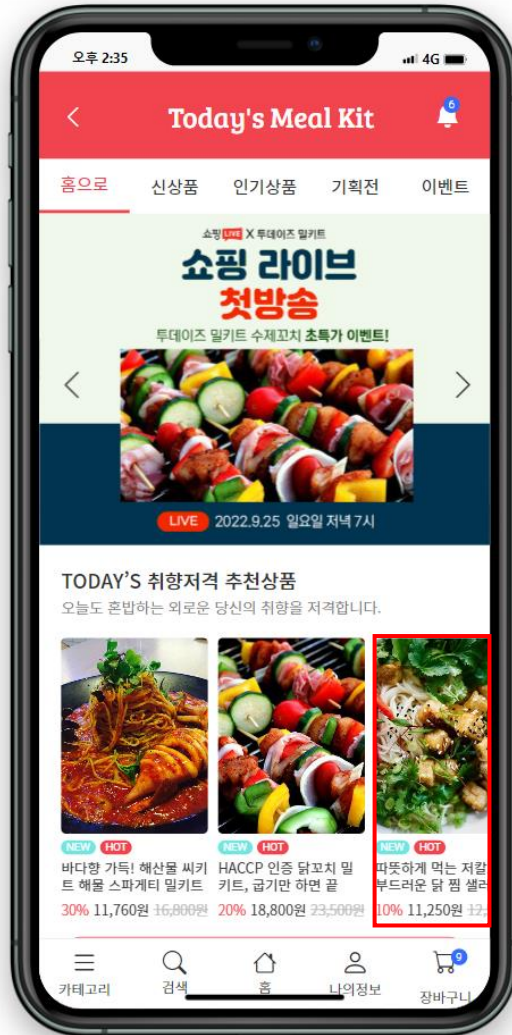 오후 2:35
4G
Today's Meal Kit
6
홈으로 신상품 인기상품 기획전 이벤트
쇼핑 LIVE X 투데이즈 밀키트
쇼핑 라이브
첫방송
투데이즈 밀키트 수제꼬치 초특가 이벤트!
LIVE 2022.9.25 일요일 저녁 7시
TODAY'S 취향저격 추천상품
오늘도 혼밥하는 외로운 당신의 취향을 저격합니다.
NEW HOT
바다향 가득! 해산물 씨키
트 해물 스파게티 밀키트
30% 11,760원 16,800원
NEW HOT
HACCP 인증 닭꼬치 밀
키트, 굽기만 하면 끝
20% 18,800원 23,500원
NEW HOT
따뜻하게 먹는 저칼
부드러운 닭 찜 샐러
10% 11,250원 12,
카테고리 검색 홈 나의정보 장바구니
9